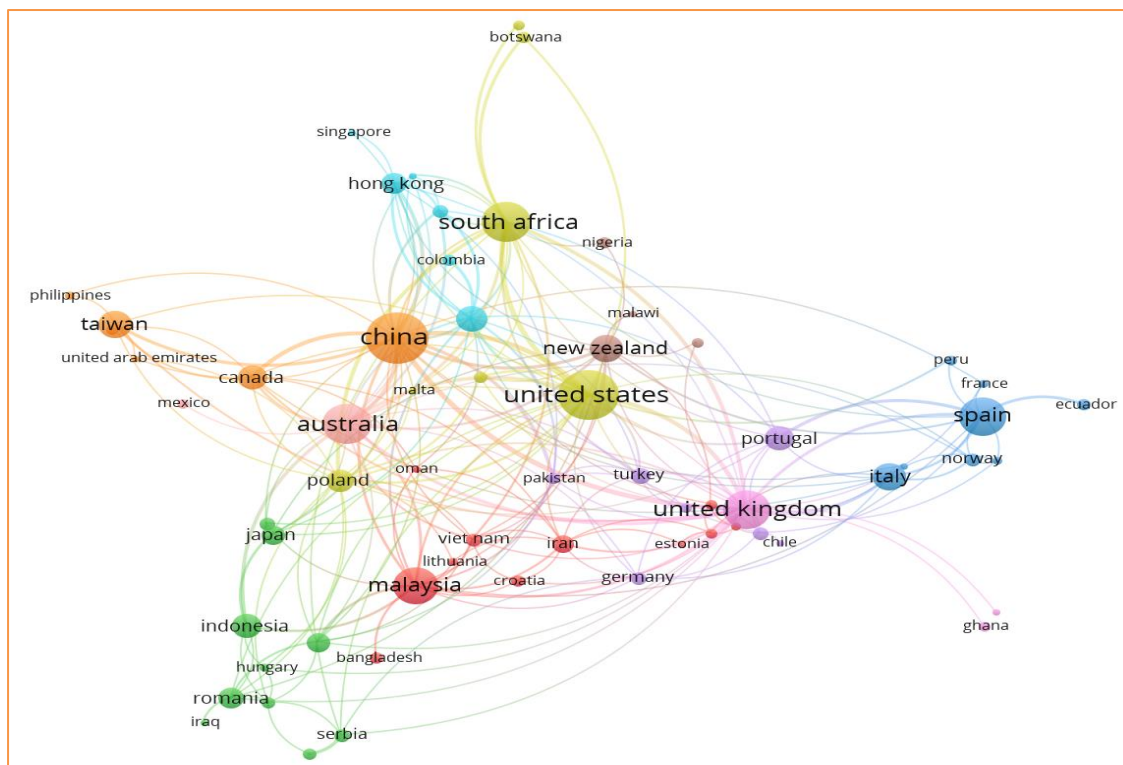 botswana
singapore
hong kong
south africa
nigeria
colombia
philippines
taiwan
malawi
china
new zealand
united arab emirates
peru
canada
france
malta
united states
mexico
ecuador
spain
australia
portugal
norway
oman
poland
pakistan
turkey
italy
united kingdom
japan
viet nam
iran
estonia
chile
lithuania
malaysia
croatia
germany
indonesia
ghana
bangladesh
hungary
romania
iraq
serbia